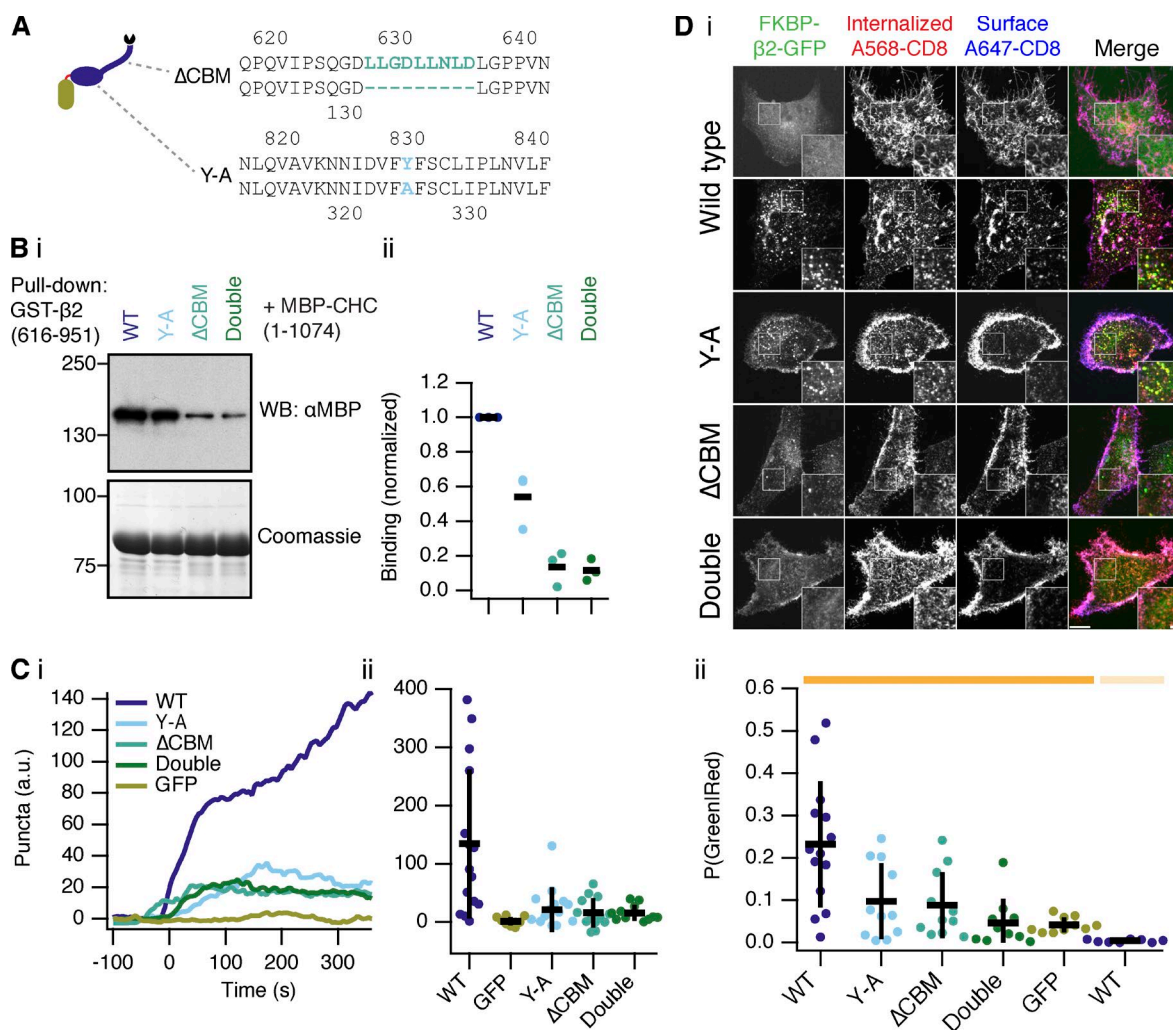 A
620 630 640
ΔCBM
QPQVIPSQGDLLGDLLNLDLGPPVN
QPQVIPSQGD---------LGPPVN
130
820 830 840
Y-A
NLQVAVKNNIDVFYFSCLIPLNVLF
NLQVAVKNNIDVFAFSCLIPLNVLF
320 330
B i
Pull-down:
GST-β2
(616-951)
WT
Y-A
ΔCBM
Double
+ MBP-CHC
(1-1074)
250
130
WB: αMBP
100
75
Coomassie
ii
WT
Y-A
ΔCBM
Double
Binding (normalized)
1.2
1.0
0.8
0.6
0.4
0.2
0.0
C i
Puncta (a.u.)
140
120
100
80
60
40
20
0
WT
Y-A
ΔCBM
Double
GFP
-100 0 100 200 300
Time (s)
ii
400
300
200
100
0
WT
GFP
Y-A
ΔCBM
Double
D i
FKBP-
β2-GFP
Internalized
A568-CD8
Surface
A647-CD8
Merge
Wild type
Y-A
ΔCBM
Double
ii
P(Green|Red)
0.6
0.5
0.4
0.3
0.2
0.1
0.0
WT
Y-A
ΔCBM
Double
GFP
WT